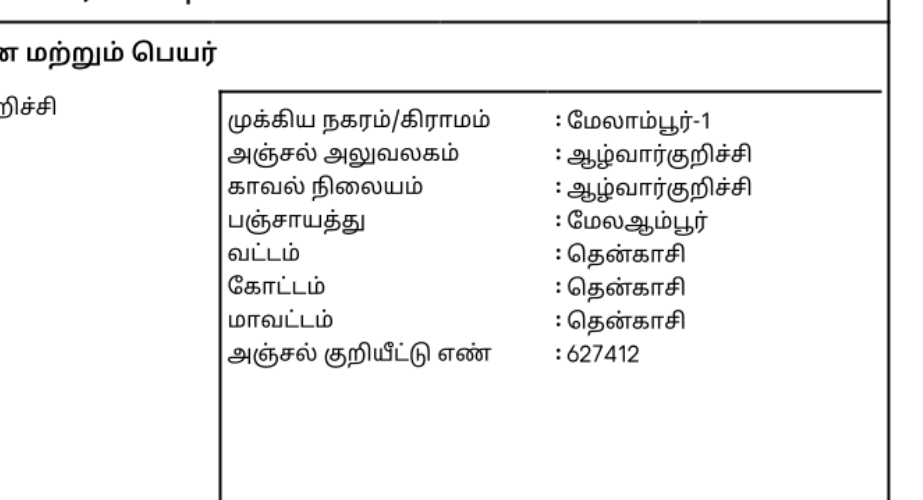 ன மற்றும் பெயர்
றிச்சி
முக்கிய நகரம்/கிராமம் : மேலாம்பூர்-1
அஞ்சல் அலுவலகம் : ஆழ்வார்குறிச்சி
காவல் நிலையம் : ஆழ்வார்குறிச்சி
பஞ்சாயத்து : மேலஆம்பூர்
வட்டம் : தென்காசி
கோட்டம் : தென்காசி
மாவட்டம் : தென்காசி
அஞ்சல் குறியீட்டு எண் : 627412